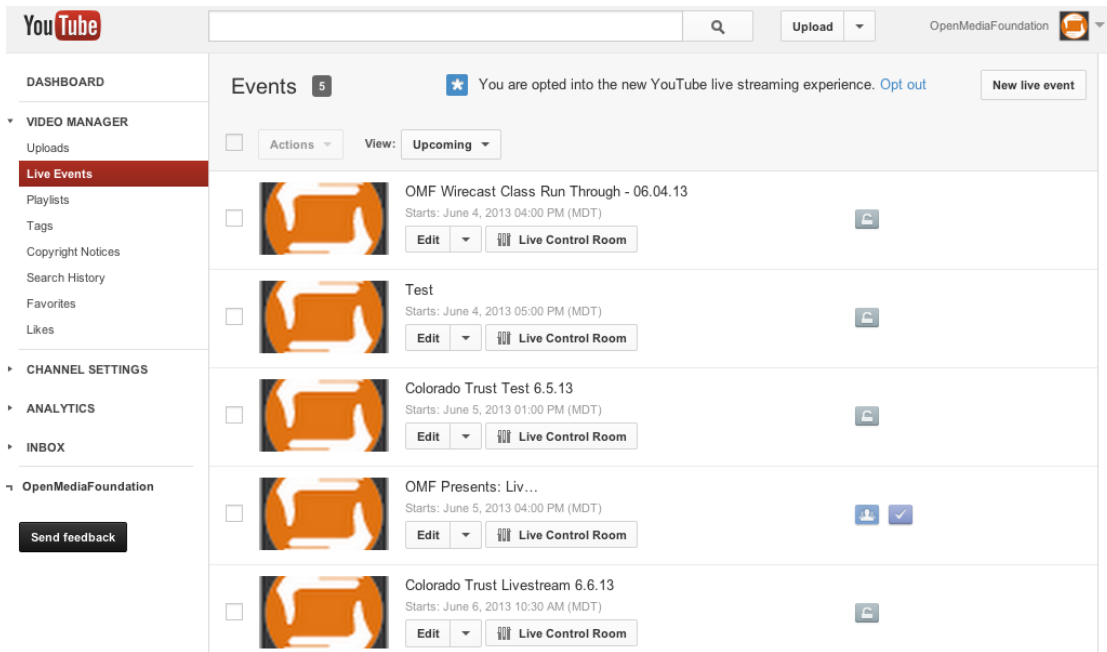 YouTube
Upload
OpenMediaFoundation
DASHBOARD
VIDEO MANAGER
Uploads
Live Events
Playlists
Tags
Copyright Notices
Search History
Favorites
Likes
CHANNEL SETTINGS
ANALYTICS
INBOX
OpenMediaFoundation
Send feedback
Events 5
You are opted into the new YouTube live streaming experience. Opt out
New live event
Actions
View: Upcoming
OMF Wirecast Class Run Through - 06.04.13
Starts: June 4, 2013 04:00 PM (MDT)
Edit Live Control Room
Test
Starts: June 4, 2013 05:00 PM (MDT)
Edit Live Control Room
Colorado Trust Test 6.5.13
Starts: June 5, 2013 01:00 PM (MDT)
Edit Live Control Room
OMF Presents: Liv…
Starts: June 5, 2013 04:00 PM (MDT)
Edit Live Control Room
Colorado Trust Livestream 6.6.13
Starts: June 6, 2013 10:30 AM (MDT)
Edit Live Control Room